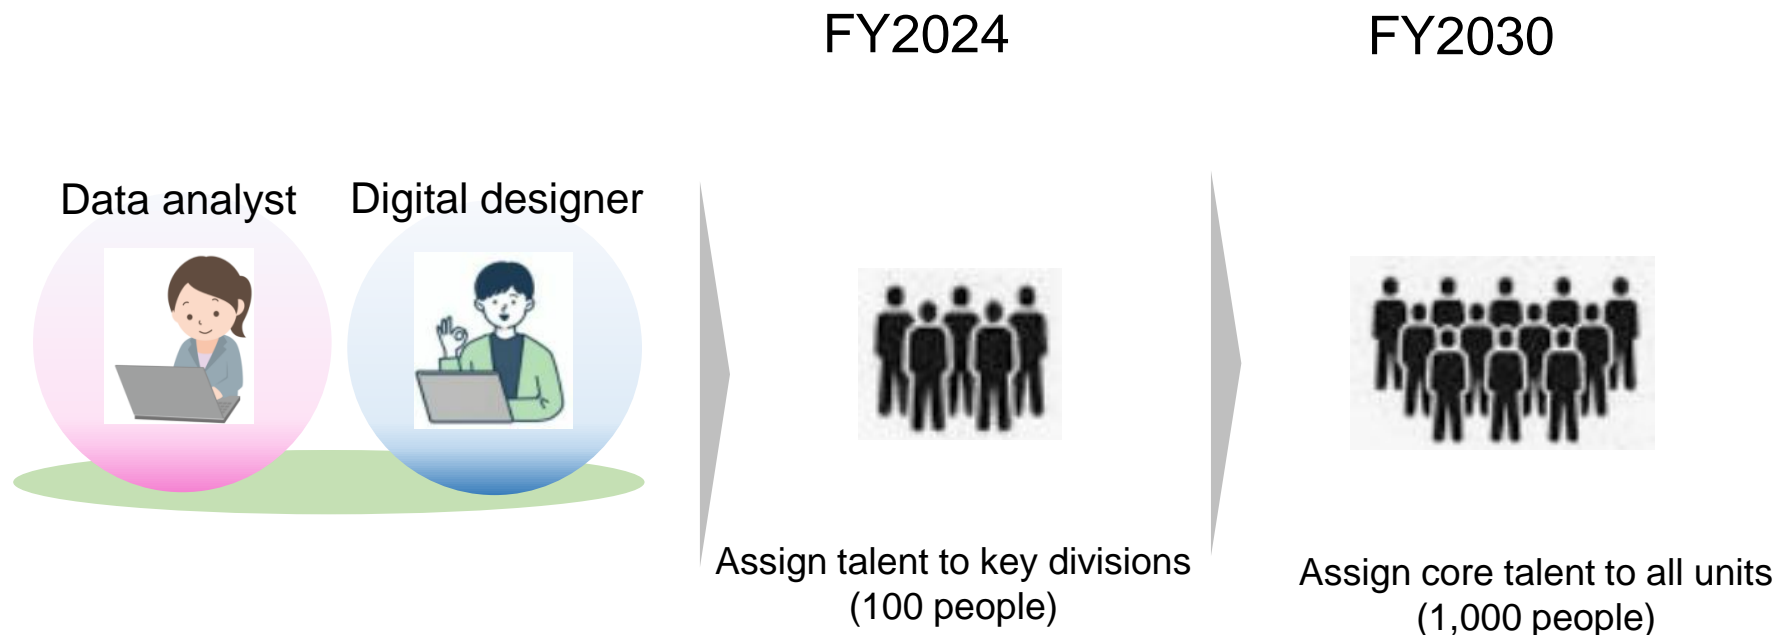 FY2024
FY2030
Data analyst
Digital designer
Assign talent to key divisions
(100 people)
Assign core talent to all units
(1,000 people)